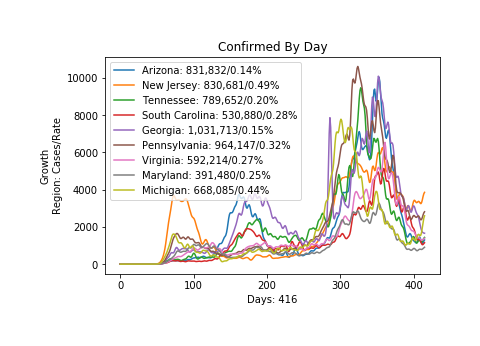 Confirmed By Day
Growth
Region: Cases/Rate
10000
8000
6000
4000
2000
0
Arizona: 831,832/0.14%
New Jersey: 830,681/0.49%
Tennessee: 789,652/0.20%
South Carolina: 530,880/0.28%
Georgia: 1,031,713/0.15%
Pennsylvania: 964,147/0.32%
Virginia: 592,214/0.27%
Maryland: 391,480/0.25%
Michigan: 668,085/0.44%
0 100 200 300 400
Days: 416